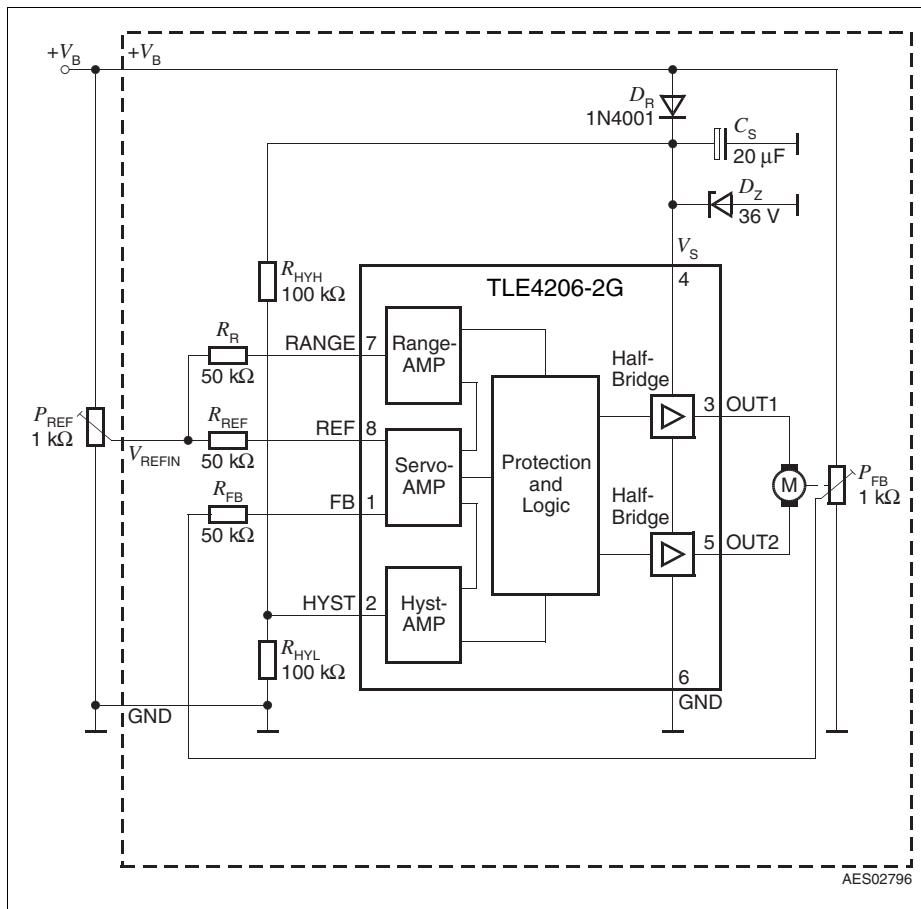 +VB
+VB
DR
1N4001
CS
20 µF
DZ
36 V
VS
4
RHYH
100 kΩ
TLE4206-2G
RR
50 kΩ
RANGE 7
Range-
AMP
Half-
Bridge
3 OUT1
PREF
1 kΩ
VREFIN
RREF
50 kΩ
REF 8
Servo-
AMP
Protection
and
Logic
M
PFB
1 kΩ
RFB
50 kΩ
FB 1
Half-
Bridge
5 OUT2
HYST 2
Hyst-
AMP
RHYL
100 kΩ
6
GND
GND
AES02796